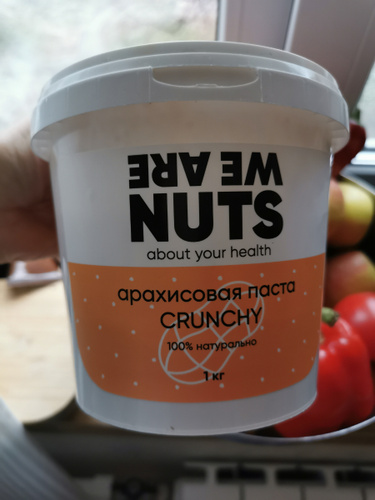 WE ARE
NUTS
about your health
арахисовая паста
CRUNCHY
100% натурально
1 кг